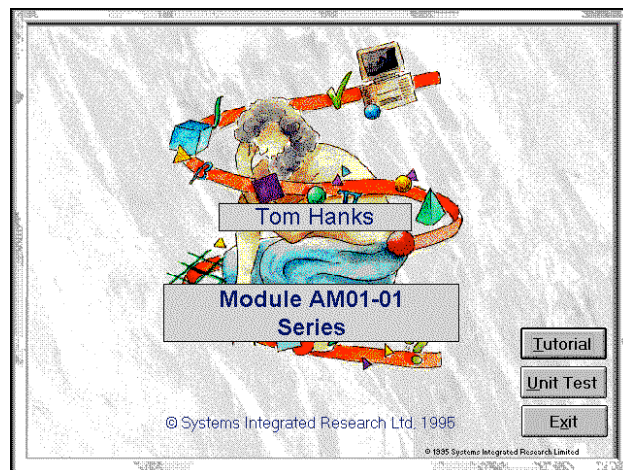 Tom Hanks
Module AM01-01
Series
Tutorial
Unit Test
Exit
© Systems Integrated Research Ltd. 1995
© 1995 Systems Integrated Research Limited